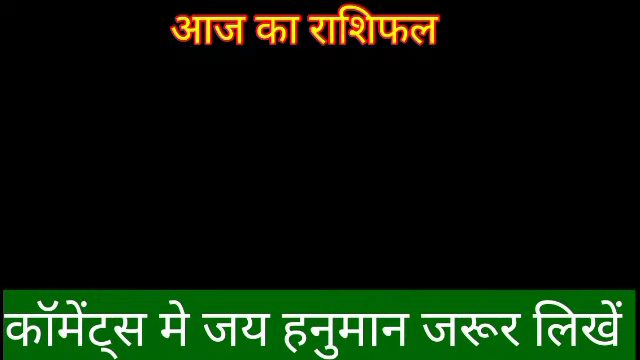 आज का राशिफल
कॉमेंट्स मे जय हनुमान जरूर लिखें